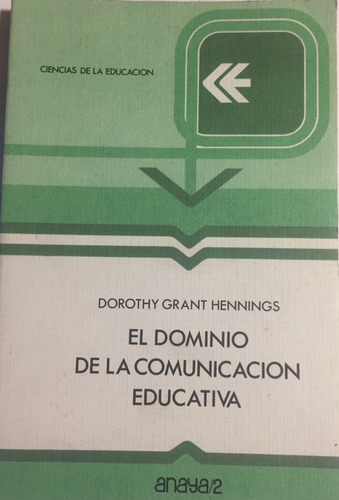 CIENCIAS DE LA EDUCACION
DOROTHY GRANT HENNINGS
EL DOMINIO
DE LA COMUNICACION
EDUCATIVA
anaya/2